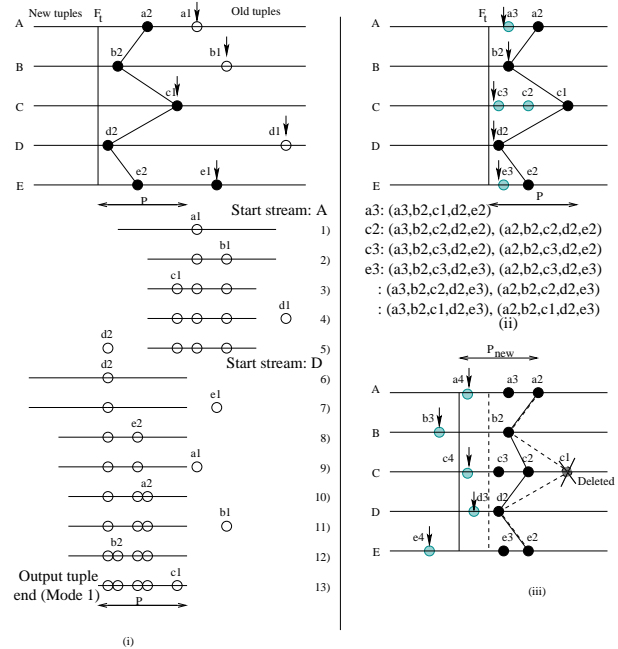 New tuples F_t a2 a1 Old tuples
A
b2 b1
B
c1
C
d2 d1
D
e2 e1
E
P
Start stream: A
a1 1)
b1 2)
c1 3)
d1 4)
d2 5)
Start stream: D
d2 6)
e1 7)
e2 8)
a1 9)
a2 10)
b1 11)
b2 12)
Output tuple
end (Mode 1)
c1 13)
P
(i)
F_t a3 a2
A
b2
B
c3 c2 c1
C
d2
D
e3 e2
E
P
a3: (a3,b2,c1,d2,e2)
c2: (a3,b2,c2,d2,e2), (a2,b2,c2,d2,e2)
c3: (a3,b2,c3,d2,e2), (a2,b2,c3,d2,e2)
e3: (a3,b2,c3,d2,e3), (a2,b2,c3,d2,e3)
: (a3,b2,c2,d2,e3), (a2,b2,c2,d2,e3)
: (a3,b2,c1,d2,e3), (a2,b2,c1,d2,e3)
(ii)
P_new
a4 a3 a2
A
b3 b2
B
c4 c3 c2 c1
C
Deleted
d3 d2
D
e4 e3 e2
E
(iii)